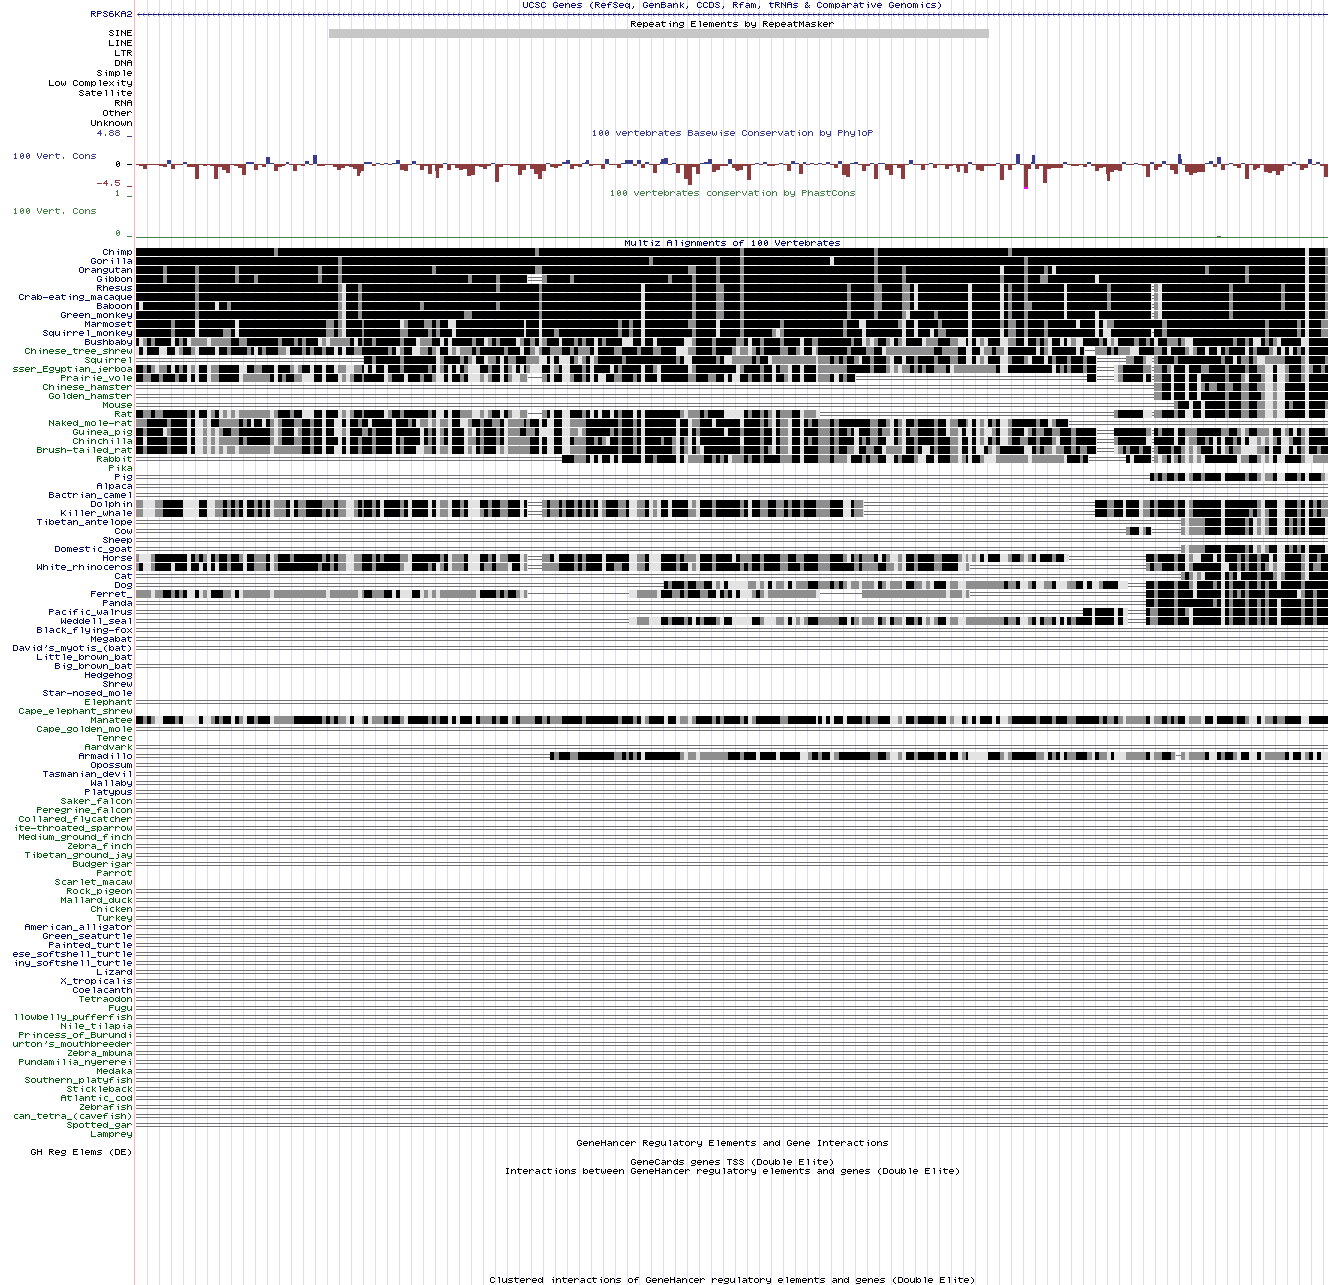 UCSC Genes (RefSeq, GenBank, CCDS, Rfam, tRNAs & Comparative Genomics)
RPS6KA2
Repeating Elements by RepeatMasker
SINE
LINE
LTR
DNA
Simple
Low Complexity
Satellite
RNA
Other
Unknown
4.88 _
100 vertebrates Basewise Conservation by PhyloP
100 Vert. Cons
0 _
-4.5 _
100 vertebrates conservation by PhastCons
1 _
100 Vert. Cons
0 _
Multiz Alignments of 100 Vertebrates
Chimp
Gorilla
Orangutan
Gibbon
Rhesus
Crab-eating_macaque
Baboon
Green_monkey
Marmoset
Squirrel_monkey
Bushbaby
Chinese_tree_shrew
Squirrel
sser_Egyptian_jerboa
Prairie_vole
Chinese_hamster
Golden_hamster
Mouse
Rat
Naked_mole-rat
Guinea_pig
Chinchilla
Brush-tailed_rat
Rabbit
Pika
Pig
Alpaca
Bactrian_camel
Dolphin
Killer_whale
Tibetan_antelope
Cow
Sheep
Domestic_goat
Horse
White_rhinoceros
Cat
Dog
Ferret_
Panda
Pacific_walrus
Weddell_seal
Black_flying-fox
Megabat
David's_myotis_(bat)
Little_brown_bat
Big_brown_bat
Hedgehog
Shrew
Star-nosed_mole
Elephant
Cape_elephant_shrew
Manatee
Cape_golden_mole
Tenrec
Aardvark
Armadillo
Opossum
Tasmanian_devil
Wallaby
Platypus
Saker_falcon
Peregrine_falcon
Collared_flycatcher
ite-throated_sparrow
Medium_ground_finch
Zebra_finch
Tibetan_ground_jay
Budgerigar
Parrot
Scarlet_macaw
Rock_pigeon
Mallard_duck
Chicken
Turkey
American_alligator
Green_seaturtle
Painted_turtle
ese_softshell_turtle
iny_softshell_turtle
Lizard
X_tropicalis
Coelacanth
Tetraodon
Fugu
llowbelly_pufferfish
Nile_tilapia
Princess_of_Burundi
urton's_mouthbreeder
Zebra_mbuna
Pundamilia_nyererei
Medaka
Southern_platyfish
Stickleback
Atlantic_cod
Zebrafish
can_tetra_(cavefish)
Spotted_gar
Lamprey
GeneHancer Regulatory Elements and Gene Interactions
GH Reg Elems (DE)
GeneCards genes TSS (Double Elite)
Interactions between GeneHancer regulatory elements and genes (Double Elite)
Clustered interactions of GeneHancer regulatory elements and genes (Double Elite)